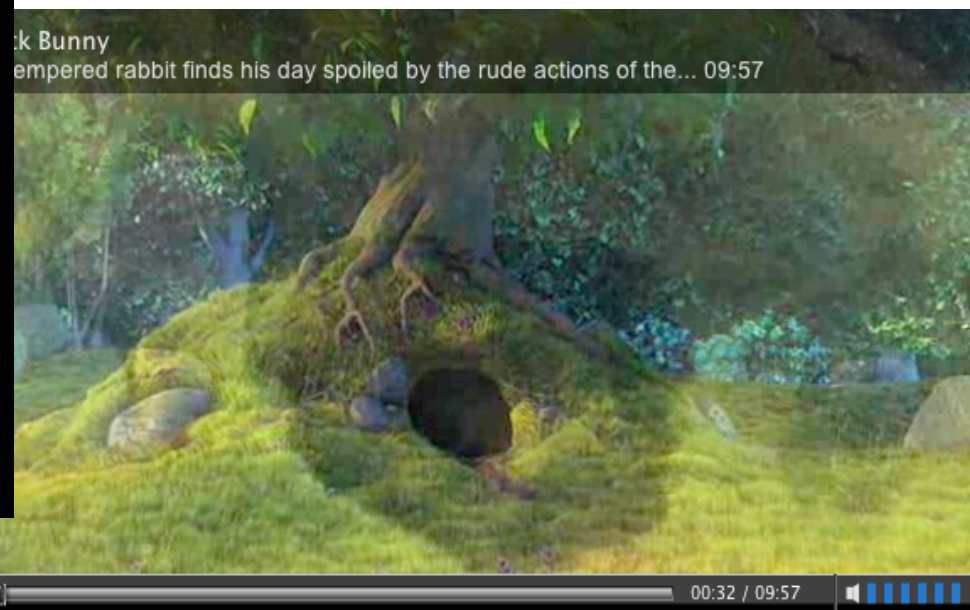 ck Bunny
empered rabbit finds his day spoiled by the rude actions of the... 09:57
00:32 / 09:57